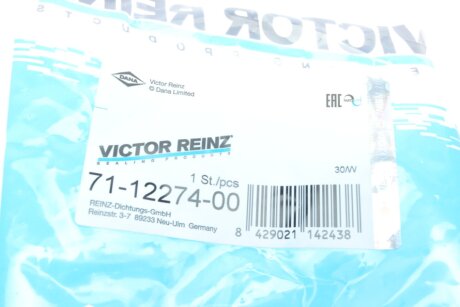 VICTOR REINZ
DANA
Victor Reinz
© Dana Limited
EAC
VICTOR REINZ®
SEALING PRODUCTS
1 St./pcs
71-12274-00
REINZ-Dichtungs-GmbH
Reinzstr. 3-7 89233 Neu-Ulm Germany
8 429021 142438